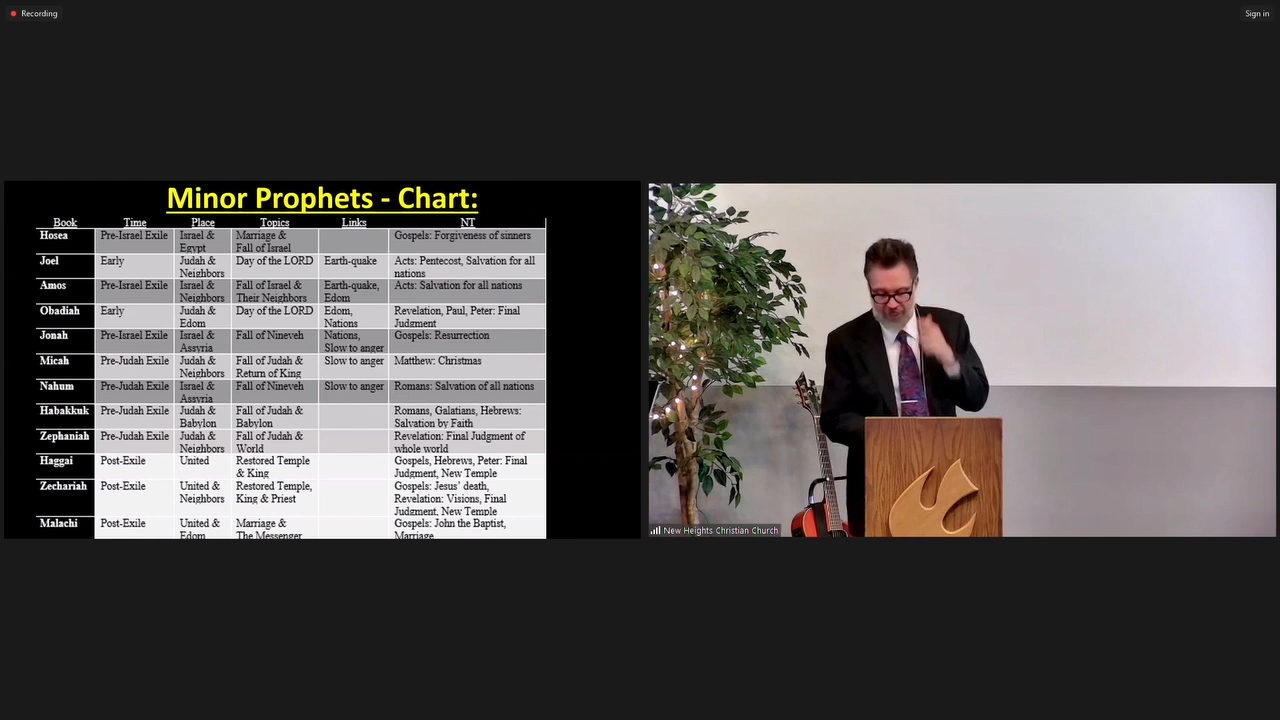 Recording
Sign in
Minor Prophets - Chart:
Book Time Place Topics Links NT
Hosea Pre-Israel Exile Israel & Marriage & Gospels: Forgiveness of sinners
Egypt Fall of Israel
Joel Early Judah & Day of the LORD Earth-quake Acts: Pentecost, Salvation for all
Neighbors nations
Amos Pre-Israel Exile Israel & Fall of Israel & Earth-quake, Acts: Salvation for all nations
Neighbors Their Neighbors Edom
Obadiah Early Judah & Day of the LORD Edom, Revelation, Paul, Peter: Final
Edom Nations Judgment
Jonah Pre-Israel Exile Israel & Fall of Nineveh Nations, Gospels: Resurrection
Assyria Slow to anger
Micah Pre-Judah Exile Judah & Fall of Judah & Slow to anger Matthew: Christmas
Neighbors Return of King
Nahum Pre-Judah Exile Israel & Fall of Nineveh Slow to anger Romans: Salvation of all nations
Assyria
Habakkuk Pre-Judah Exile Judah & Fall of Judah & Romans, Galatians, Hebrews:
Babylon Babylon Salvation by Faith
Zephaniah Pre-Judah Exile Judah & Fall of Judah & Revelation: Final Judgment of
Neighbors World whole world
Haggai Post-Exile United Restored Temple Gospels, Hebrews, Peter: Final
& King Judgment, New Temple
Zechariah Post-Exile United & Restored Temple, Gospels: Jesus' death,
Neighbors King & Priest Revelation: Visions, Final
Judgment, New Temple
Malachi Post-Exile United & Marriage & Gospels: John the Baptist,
Edom The Messenger Marriage
New Heights Christian Church